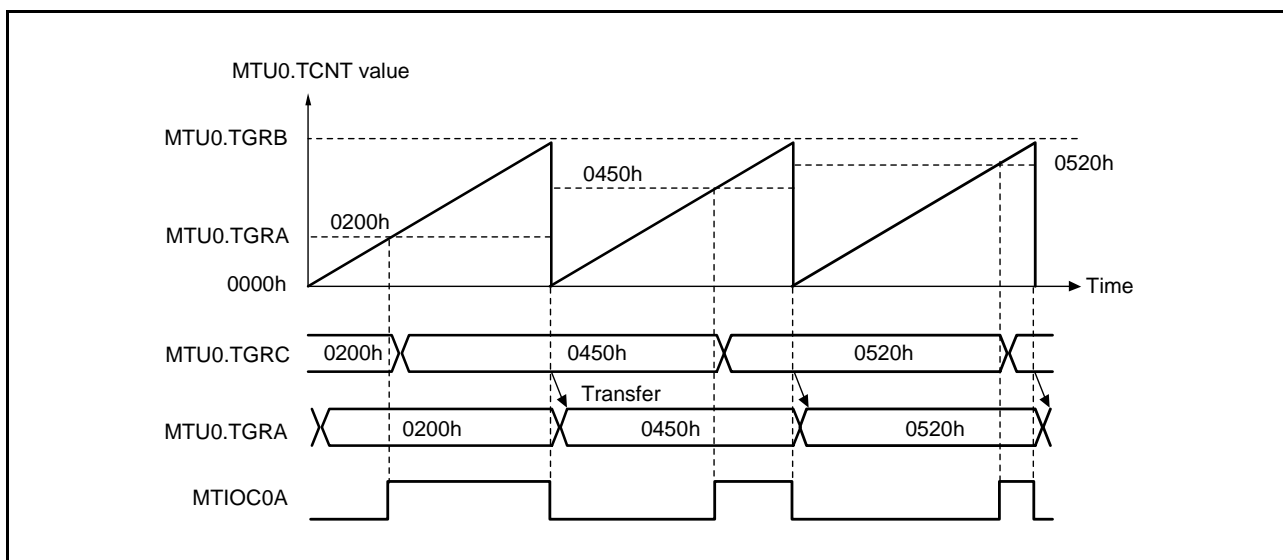 MTU0.TCNT value
MTU0.TGRB
0520h
0450h
0200h
MTU0.TGRA
0000h
Time
MTU0.TGRC 0200h 0450h 0520h
Transfer
MTU0.TGRA 0200h 0450h 0520h
MTIOC0A